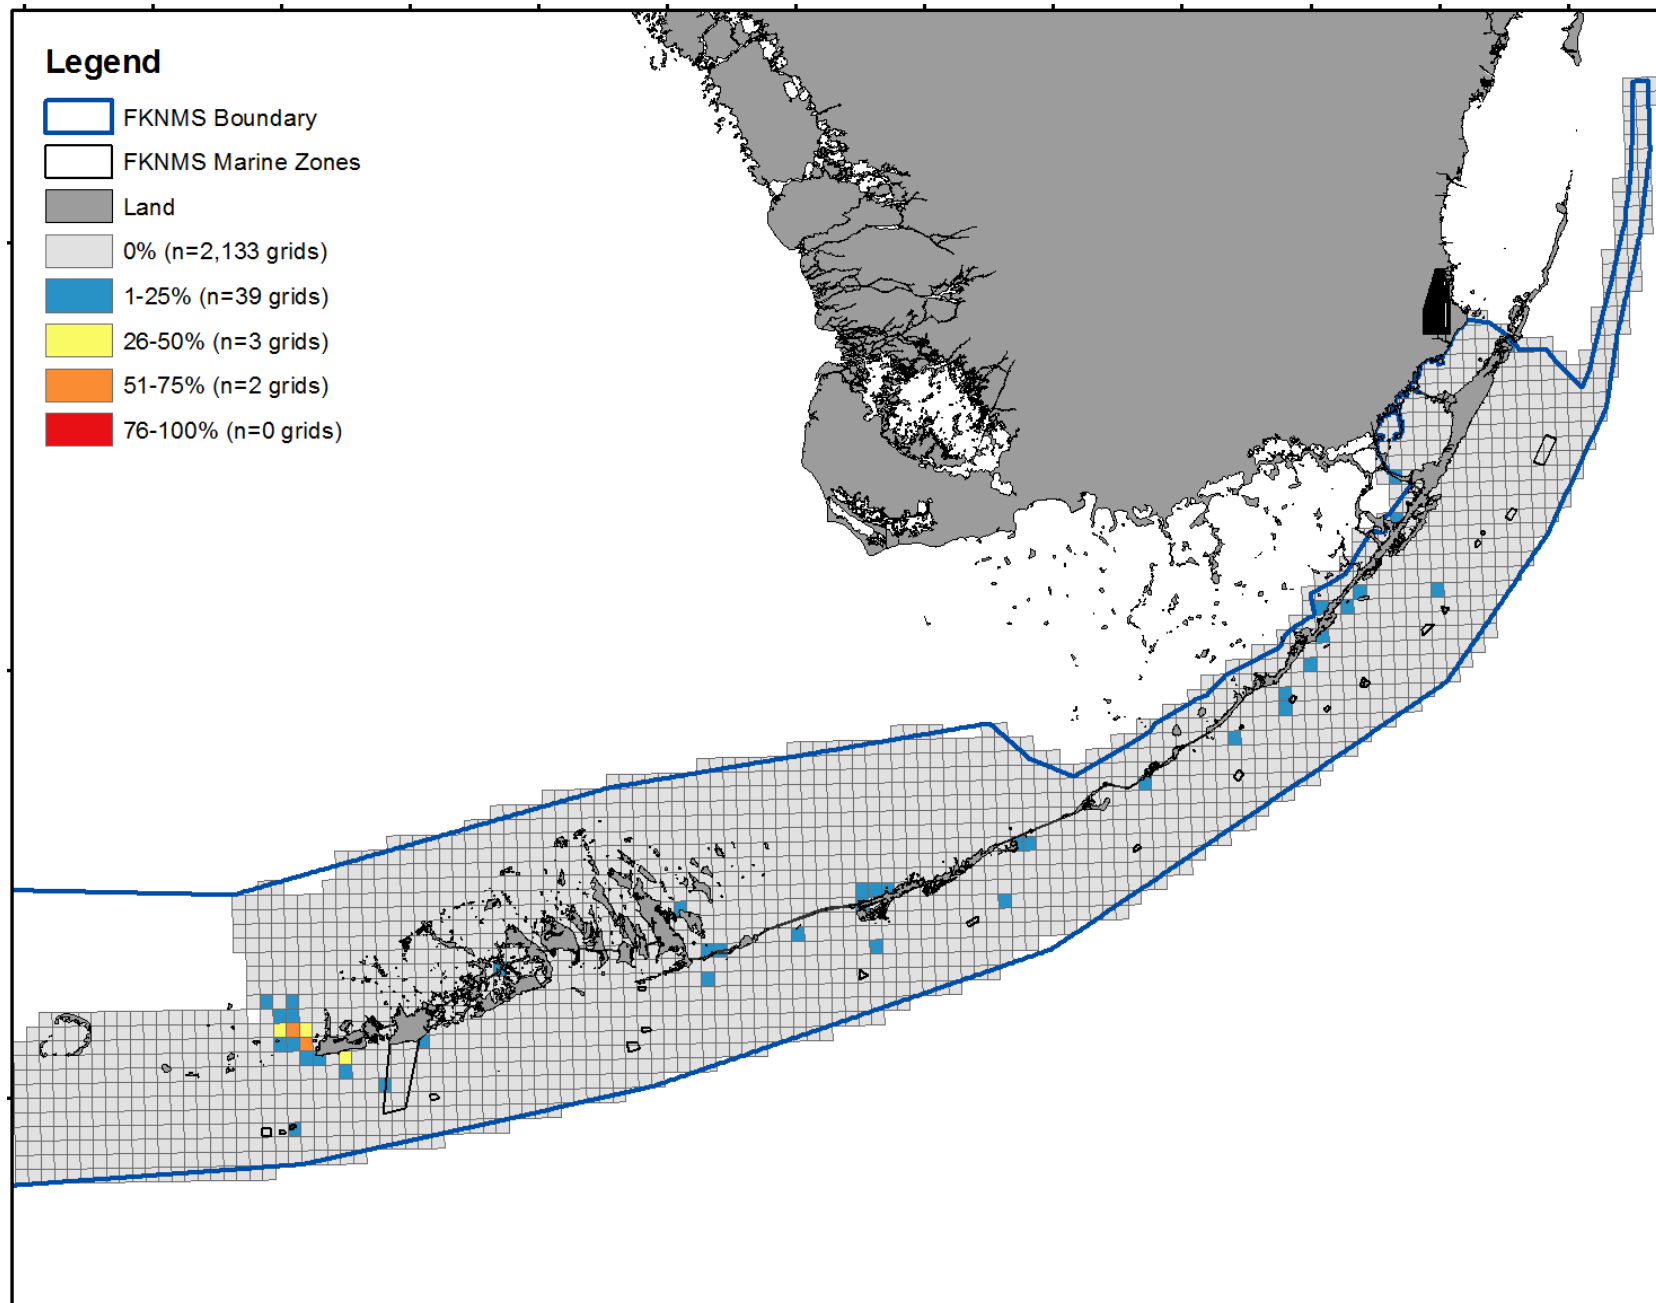 Legend
FKNMS Boundary
FKNMS Marine Zones
Land
0% (n=2,133 grids)
1-25% (n=39 grids)
26-50% (n=3 grids)
51-75% (n=2 grids)
76-100% (n=0 grids)